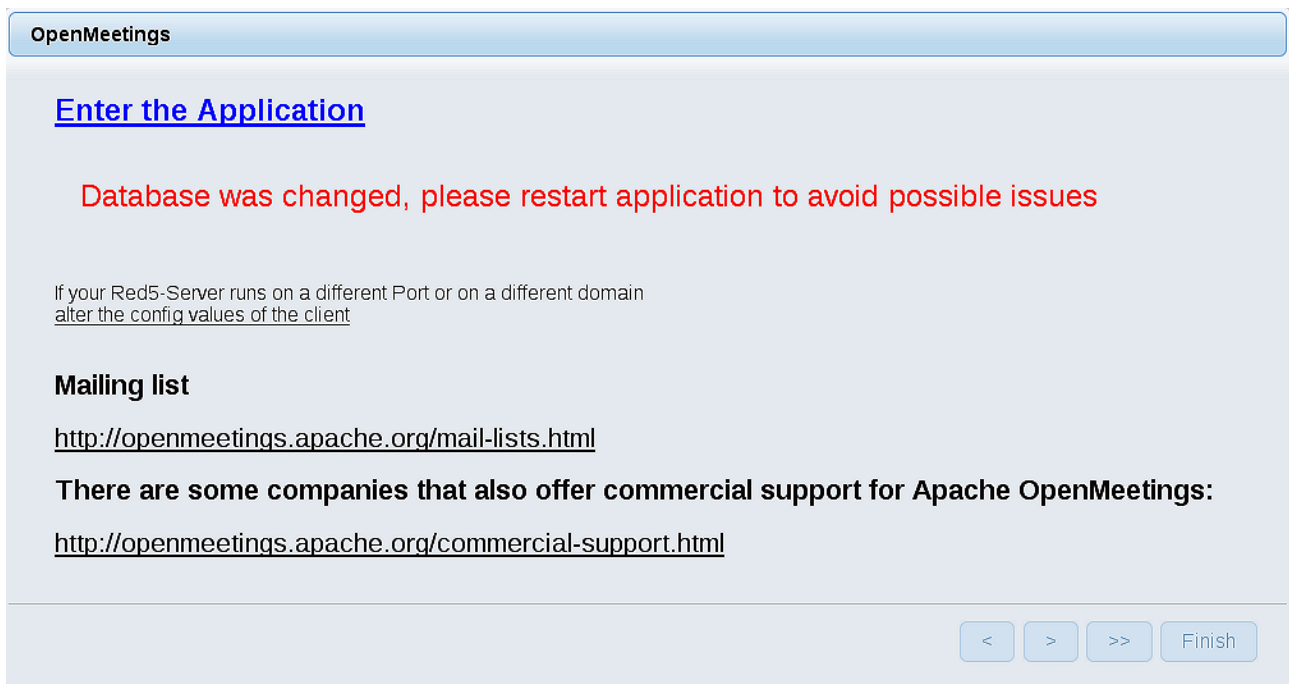 OpenMeetings
Enter the Application
Database was changed, please restart application to avoid possible issues
If your Red5-Server runs on a different Port or on a different domain
alter the config values of the client
Mailing list
http://openmeetings.apache.org/mail-lists.html
There are some companies that also offer commercial support for Apache OpenMeetings:
http://openmeetings.apache.org/commercial-support.html
< > >> Finish